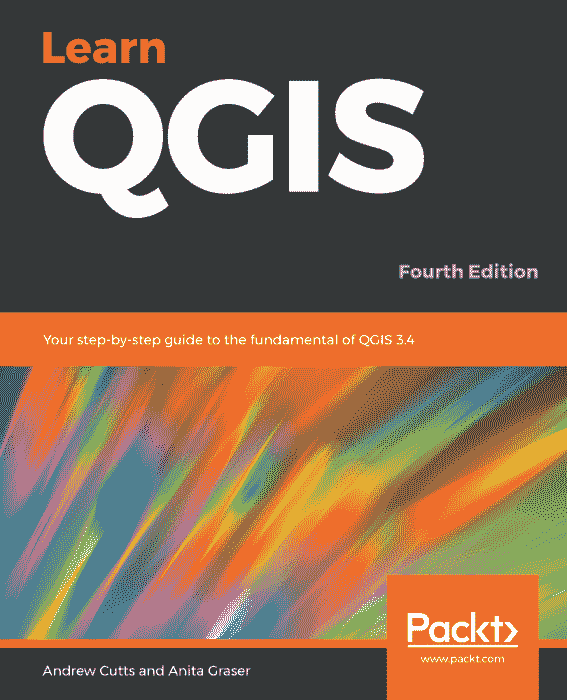 Learn
QGIS
Fourth Edition
Your step-by-step guide to the fundamental of QGIS 3.4
Packt>
www.packt.com
Andrew Cutts and Anita Graser